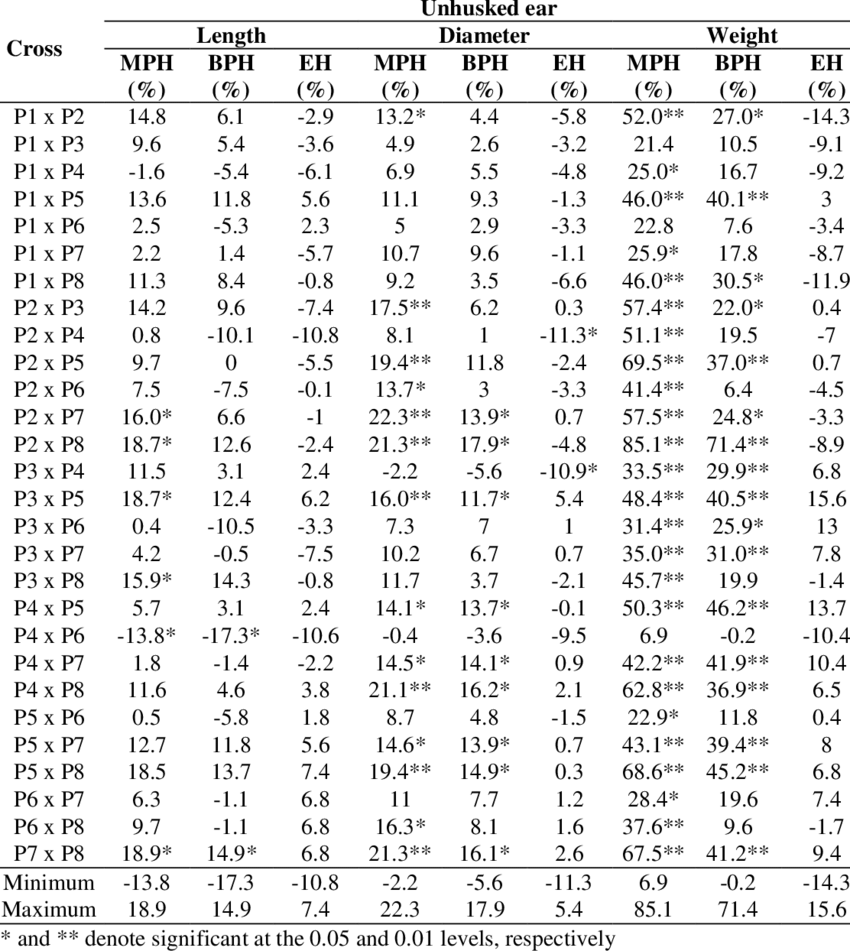 Unhusked ear
Cross Length Diameter Weight
MPH BPH EH MPH BPH EH MPH BPH EH
(%) (%) (%) (%) (%) (%) (%) (%) (%)
P1 x P2 14.8 6.1 -2.9 13.2* 4.4 -5.8 52.0** 27.0* -14.3
P1 x P3 9.6 5.4 -3.6 4.9 2.6 -3.2 21.4 10.5 -9.1
P1 x P4 -1.6 -5.4 -6.1 6.9 5.5 -4.8 25.0* 16.7 -9.2
P1 x P5 13.6 11.8 5.6 11.1 9.3 -1.3 46.0** 40.1** 3
P1 x P6 2.5 -5.3 2.3 5 2.9 -3.3 22.8 7.6 -3.4
P1 x P7 2.2 1.4 -5.7 10.7 9.6 -1.1 25.9* 17.8 -8.7
P1 x P8 11.3 8.4 -0.8 9.2 3.5 -6.6 46.0** 30.5* -11.9
P2 x P3 14.2 9.6 -7.4 17.5** 6.2 0.3 57.4** 22.0* 0.4
P2 x P4 0.8 -10.1 -10.8 8.1 1 -11.3* 51.1** 19.5 -7
P2 x P5 9.7 0 -5.5 19.4** 11.8 -2.4 69.5** 37.0** 0.7
P2 x P6 7.5 -7.5 -0.1 13.7* 3 -3.3 41.4** 6.4 -4.5
P2 x P7 16.0* 6.6 -1 22.3** 13.9* 0.7 57.5** 24.8* -3.3
P2 x P8 18.7* 12.6 -2.4 21.3** 17.9* -4.8 85.1** 71.4** -8.9
P3 x P4 11.5 3.1 2.4 -2.2 -5.6 -10.9* 33.5** 29.9** 6.8
P3 x P5 18.7* 12.4 6.2 16.0** 11.7* 5.4 48.4** 40.5** 15.6
P3 x P6 0.4 -10.5 -3.3 7.3 7 1 31.4** 25.9* 13
P3 x P7 4.2 -0.5 -7.5 10.2 6.7 0.7 35.0** 31.0** 7.8
P3 x P8 15.9* 14.3 -0.8 11.7 3.7 -2.1 45.7** 19.9 -1.4
P4 x P5 5.7 3.1 2.4 14.1* 13.7* -0.1 50.3** 46.2** 13.7
P4 x P6 -13.8* -17.3* -10.6 -0.4 -3.6 -9.5 6.9 -0.2 -10.4
P4 x P7 1.8 -1.4 -2.2 14.5* 14.1* 0.9 42.2** 41.9** 10.4
P4 x P8 11.6 4.6 3.8 21.1** 16.2* 2.1 62.8** 36.9** 6.5
P5 x P6 0.5 -5.8 1.8 8.7 4.8 -1.5 22.9* 11.8 0.4
P5 x P7 12.7 11.8 5.6 14.6* 13.9* 0.7 43.1** 39.4** 8
P5 x P8 18.5 13.7 7.4 19.4** 14.9* 0.3 68.6** 45.2** 6.8
P6 x P7 6.3 -1.1 6.8 11 7.7 1.2 28.4* 19.6 7.4
P6 x P8 9.7 -1.1 6.8 16.3* 8.1 1.6 37.6** 9.6 -1.7
P7 x P8 18.9* 14.9* 6.8 21.3** 16.1* 2.6 67.5** 41.2** 9.4
Minimum -13.8 -17.3 -10.8 -2.2 -5.6 -11.3 6.9 -0.2 -14.3
Maximum 18.9 14.9 7.4 22.3 17.9 5.4 85.1 71.4 15.6
* and ** denote significant at the 0.05 and 0.01 levels, respectively